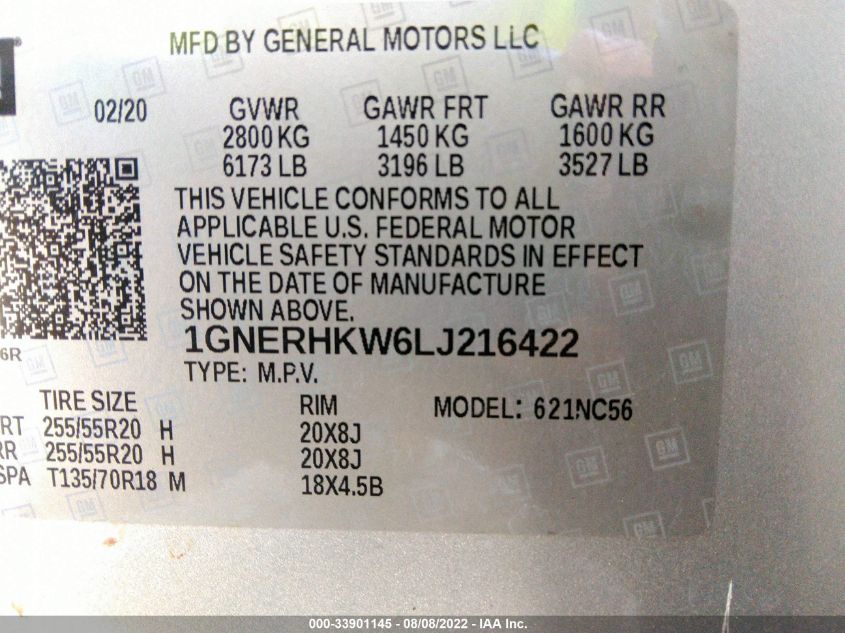 MFD BY GENERAL MOTORS LLC
02/20 GVWR GAWR FRT GAWR RR
2800 KG 1450 KG 1600 KG
6173 LB 3196 LB 3527 LB
THIS VEHICLE CONFORMS TO ALL
APPLICABLE U.S. FEDERAL MOTOR
VEHICLE SAFETY STANDARDS IN EFFECT
ON THE DATE OF MANUFACTURE
SHOWN ABOVE.
6R 1GNERHKW6LJ216422
TYPE: M.P.V.
TIRE SIZE RIM MODEL: 621NC56
RT 255/55R20 H 20X8J
RR 255/55R20 H 20X8J
SPA T135/70R18 M 18X4.5B
000-33901145 - 08/08/2022 - IAA Inc.